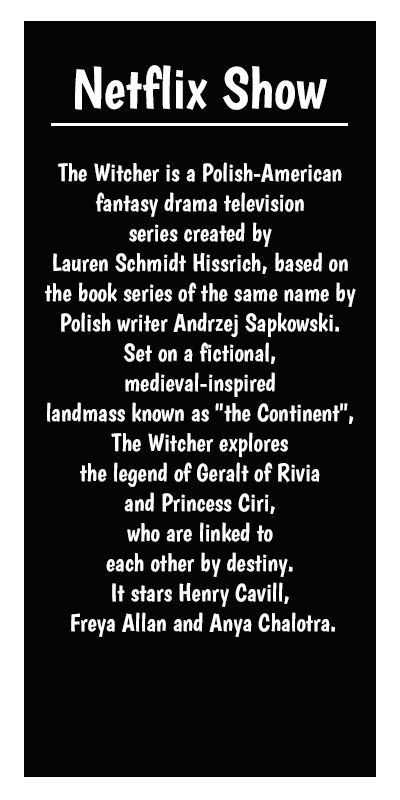 Netflix Show
The Witcher is a Polish-American
fantasy drama television
series created by
Lauren Schmidt Hissrich, based on
the book series of the same name by
Polish writer Andrzej Sapkowski.
Set on a fictional,
medieval-inspired
landmass known as "the Continent",
The Witcher explores
the legend of Geralt of Rivia
and Princess Ciri,
who are linked to
each other by destiny.
It stars Henry Cavill,
Freya Allan and Anya Chalotra.